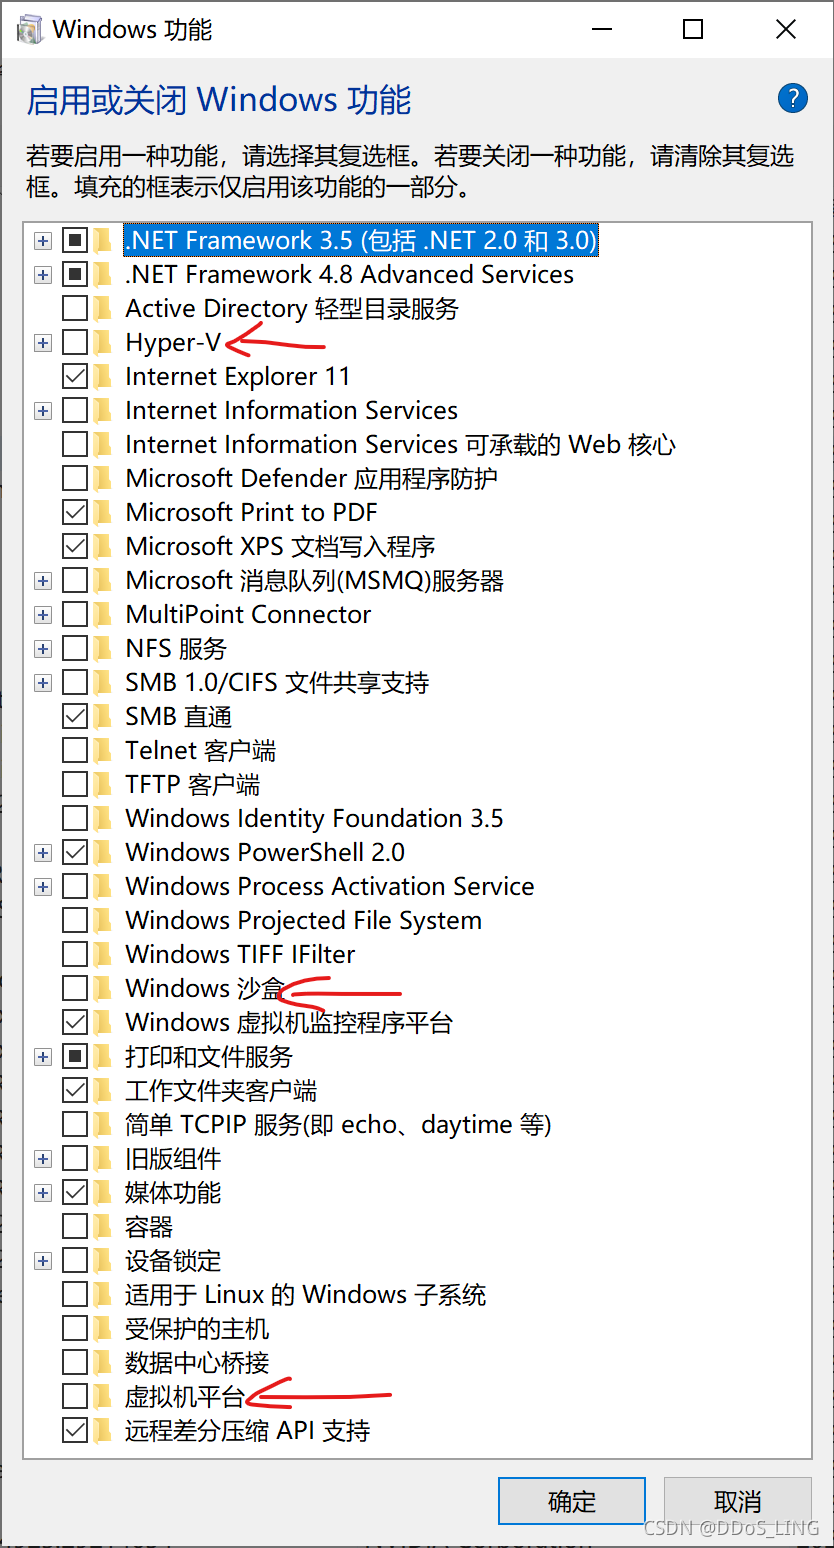 Windows 功能
启用或关闭 Windows 功能
若要启用一种功能，请选择其复选框。若要关闭一种功能，请清除其复选
框。填充的框表示仅启用该功能的一部分。
.NET Framework 3.5 (包括 .NET 2.0 和 3.0)
.NET Framework 4.8 Advanced Services
Active Directory 轻型目录服务
Hyper-V
Internet Explorer 11
Internet Information Services
Internet Information Services 可承载的 Web 核心
Microsoft Defender 应用程序防护
Microsoft Print to PDF
Microsoft XPS 文档写入程序
Microsoft 消息队列(MSMQ)服务器
MultiPoint Connector
NFS 服务
SMB 1.0/CIFS 文件共享支持
SMB 直通
Telnet 客户端
TFTP 客户端
Windows Identity Foundation 3.5
Windows PowerShell 2.0
Windows Process Activation Service
Windows Projected File System
Windows TIFF IFilter
Windows 沙盒
Windows 虚拟机监控程序平台
打印和文件服务
工作文件夹客户端
简单 TCPIP 服务(即 echo、daytime 等)
旧版组件
媒体功能
容器
设备锁定
适用于 Linux 的 Windows 子系统
受保护的主机
数据中心桥接
虚拟机平台
远程差分压缩 API 支持
确定 取消
CSDN @DDoS_LING